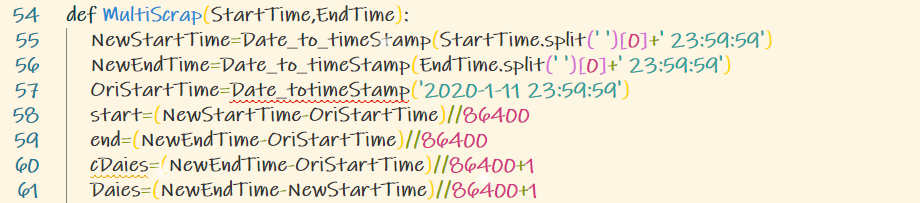 54 def MultiScrap(StartTime,EndTime):
55 NewStartTime=Date_to_timeStamp(StartTime.split(' ')[0]+' 23:59:59')
56 NewEndTime=Date_to_timeStamp(EndTime.split(' ')[0]+' 23:59:59')
57 OriStartTime=Date_totimeStamp('2020-1-11 23:59:59')
58 start=(NewStartTime-OriStartTime)//86400
59 end=(NewEndTime-OriStartTime)//86400
60 cDaies=(NewEndTime-OriStartTime)//86400+1
61 Daies=(NewEndTime-NewStartTime)//86400+1